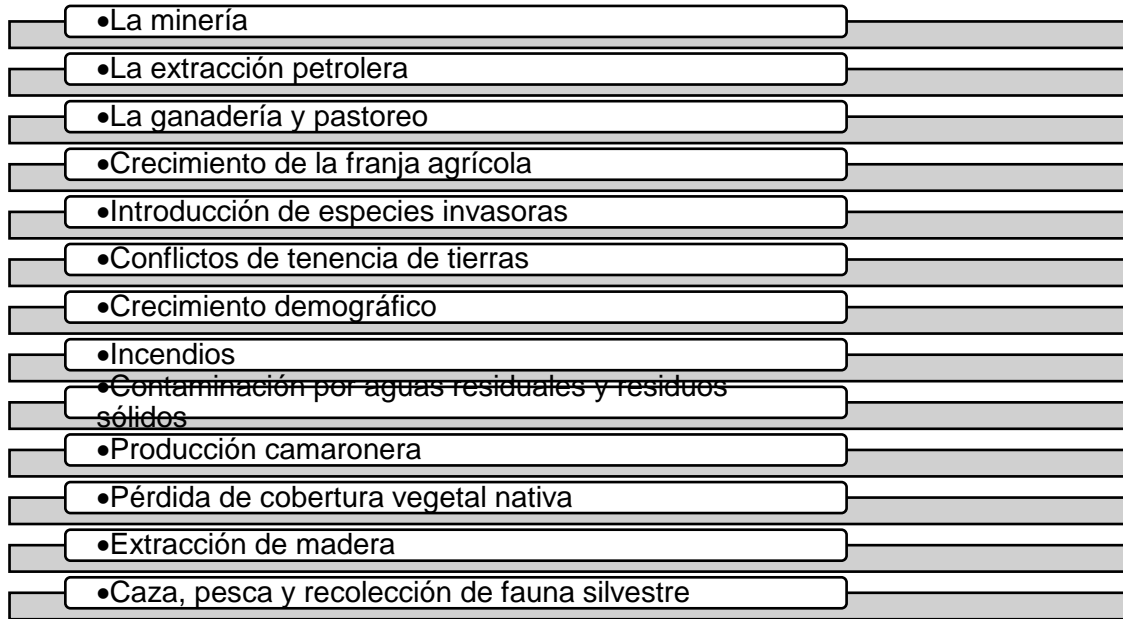 •La minería
•La extracción petrolera
•La ganadería y pastoreo
•Crecimiento de la franja agrícola
•Introducción de especies invasoras
•Conflictos de tenencia de tierras
•Crecimiento demográfico
•Incendios
•Contaminación por aguas residuales y residuos
sólidos
•Producción camaronera
•Pérdida de cobertura vegetal nativa
•Extracción de madera
•Caza, pesca y recolección de fauna silvestre